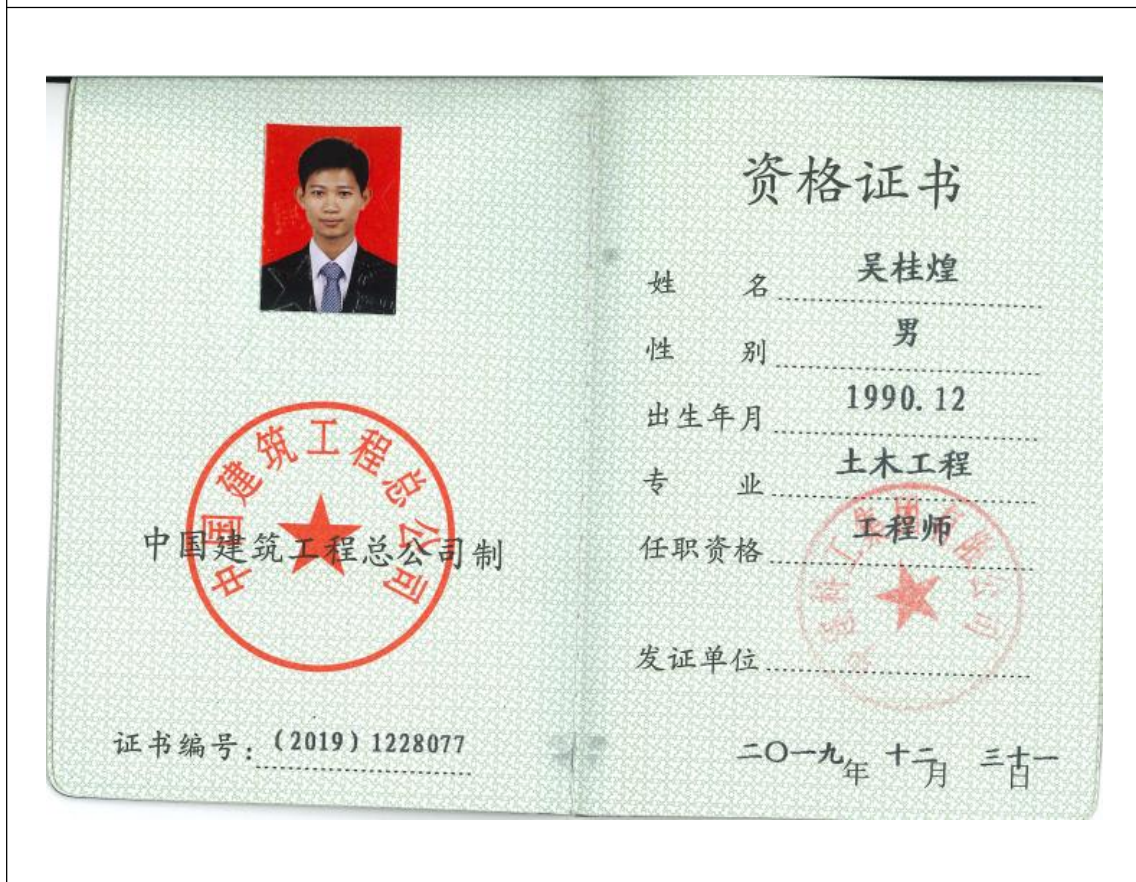 中国建筑工程总公司
中国建筑工程总公司制
证书编号：(2019) 1228077
资格证书
姓 名 吴桂煌
性 别 男
出生年月 1990.12
专 业 土木工程
任职资格 工程师
发证单位
二〇一九年 十二月 三十一日